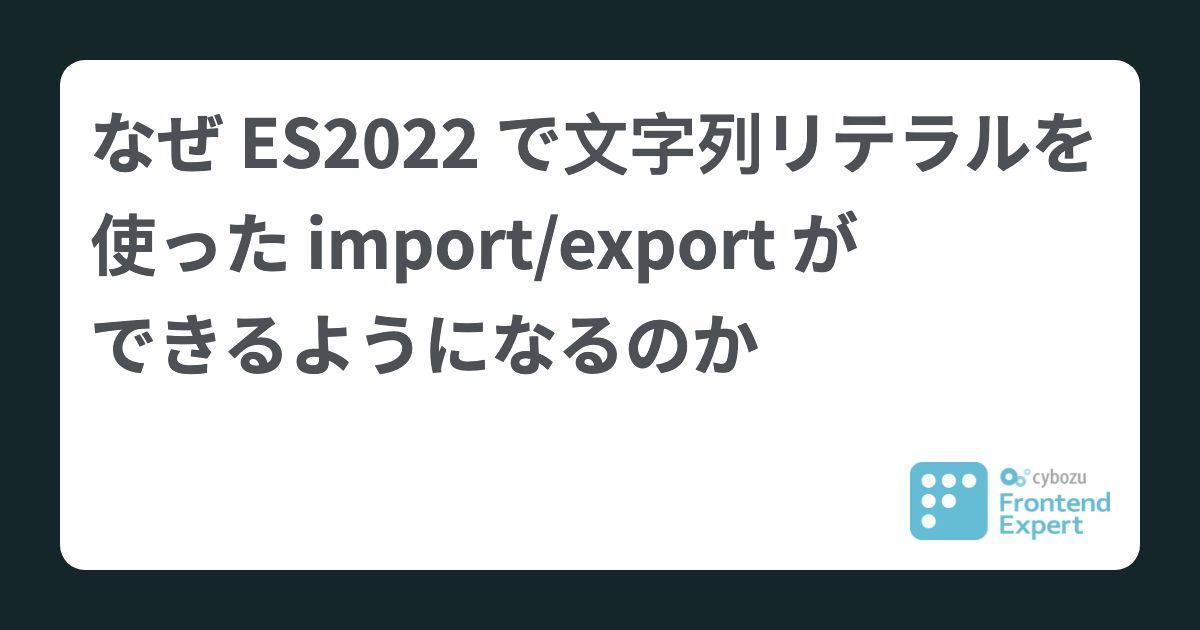 なぜ ES2022 で文字列リテラルを
使った import/export が
できるようになるのか
cybozu
Frontend
Expert